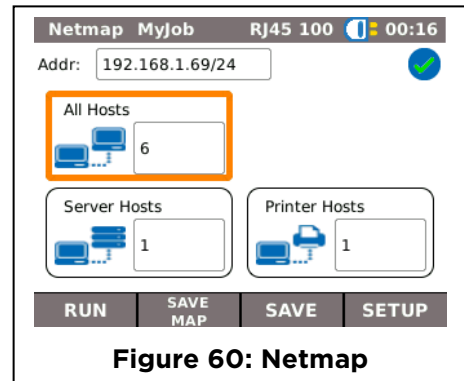 Netmap MyJob RJ45 100 00:16
Addr: 192.168.1.69/24
All Hosts
6
Server Hosts
Printer Hosts
1
1
RUN
SAVE MAP
SAVE
SETUP
Figure 60: Netmap